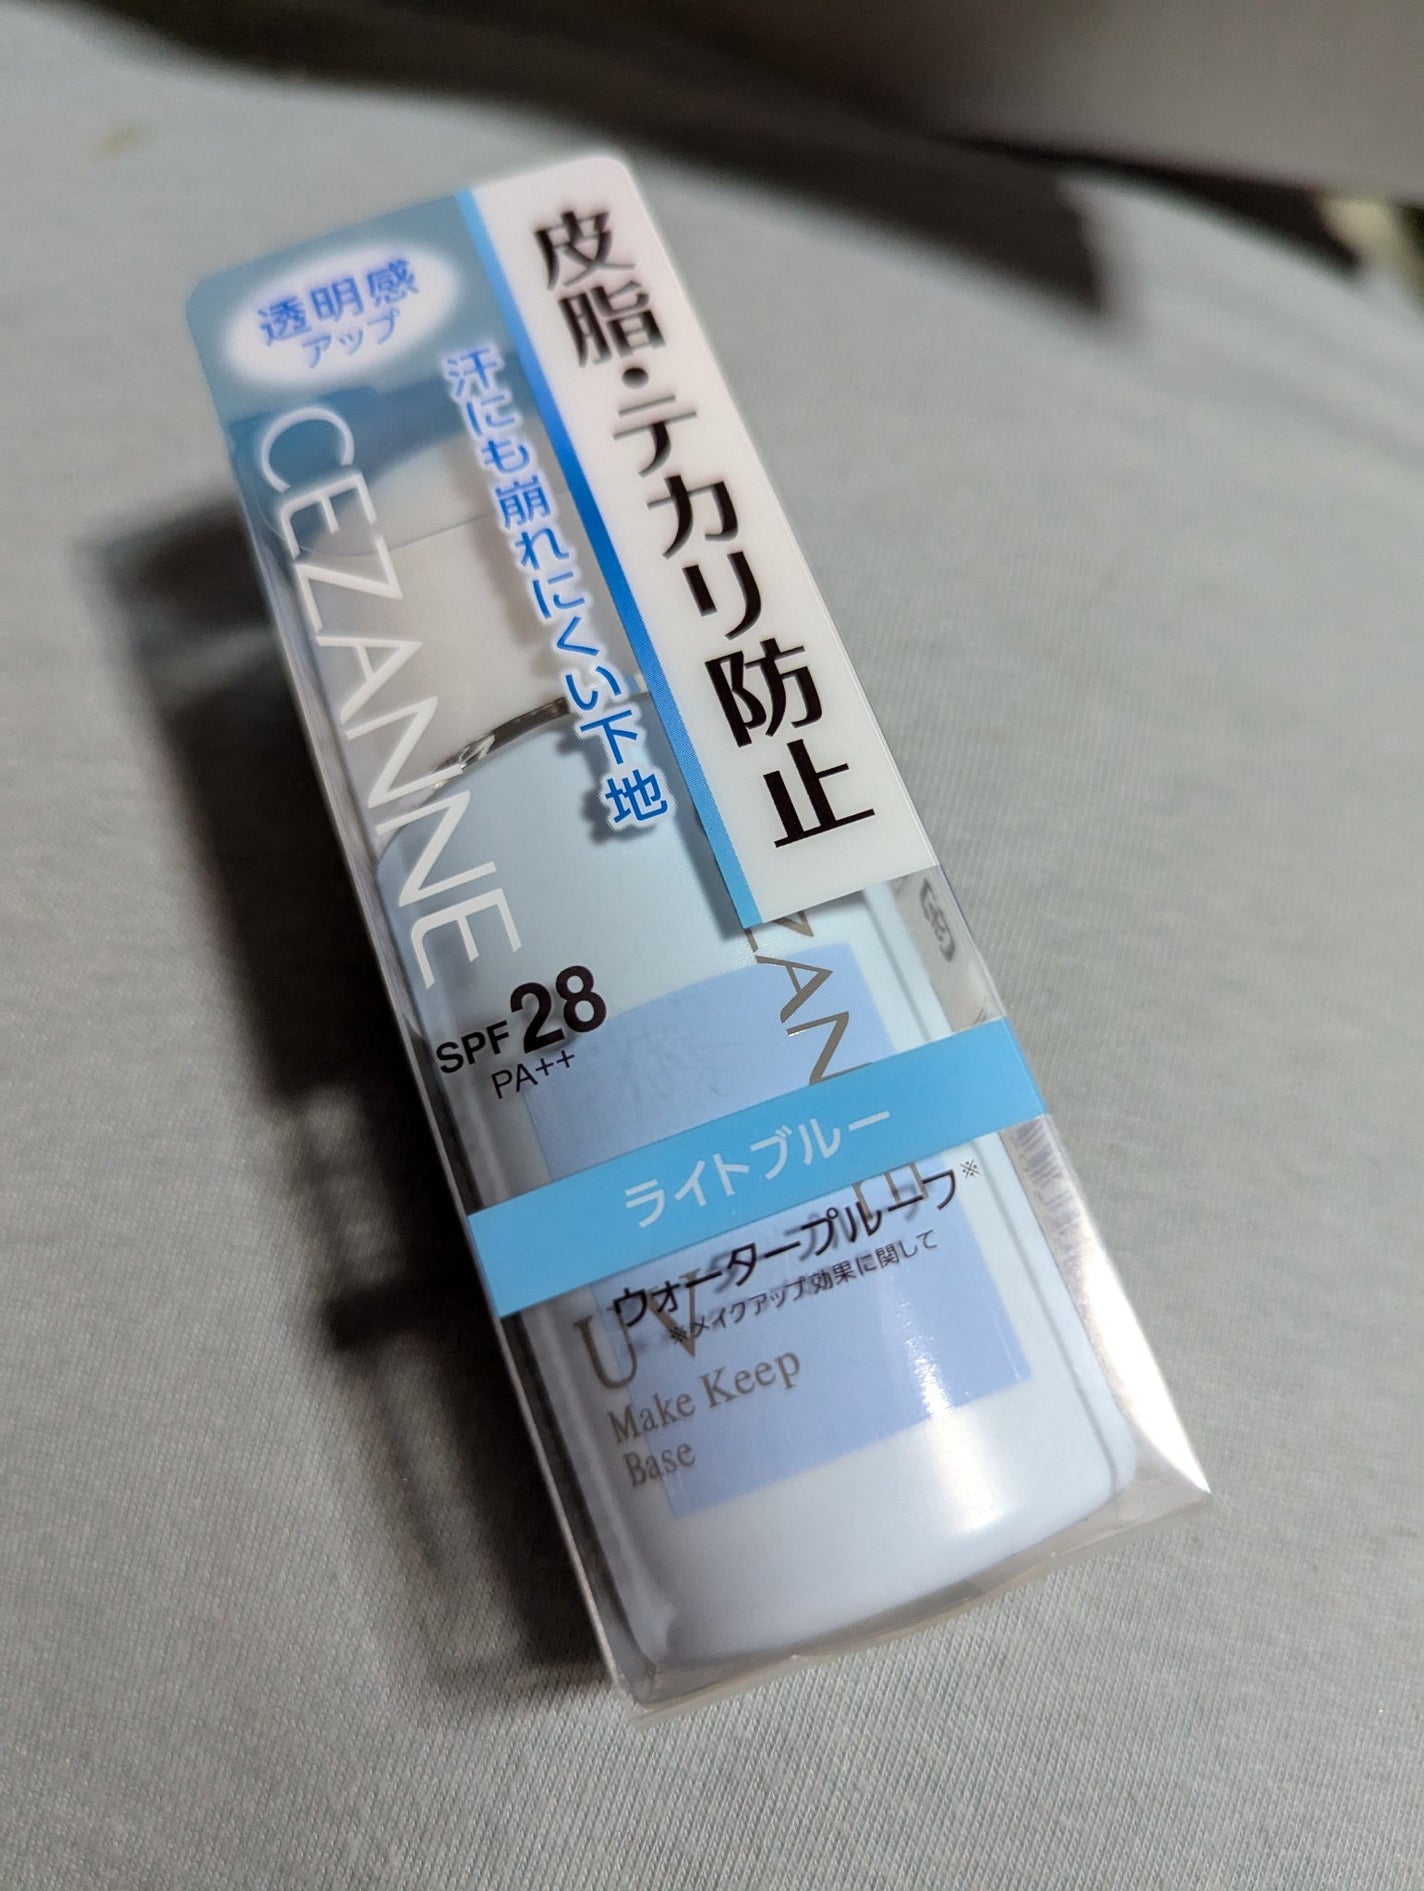 皮脂・テカリ防止
透明感
アップ
汗にも崩れにくい下地
CEZANNE
SPF 28
PA++
ライトブルー
ウォータープルーフ※
※メイクアップ効果に関して
UV
Make Keep
Base